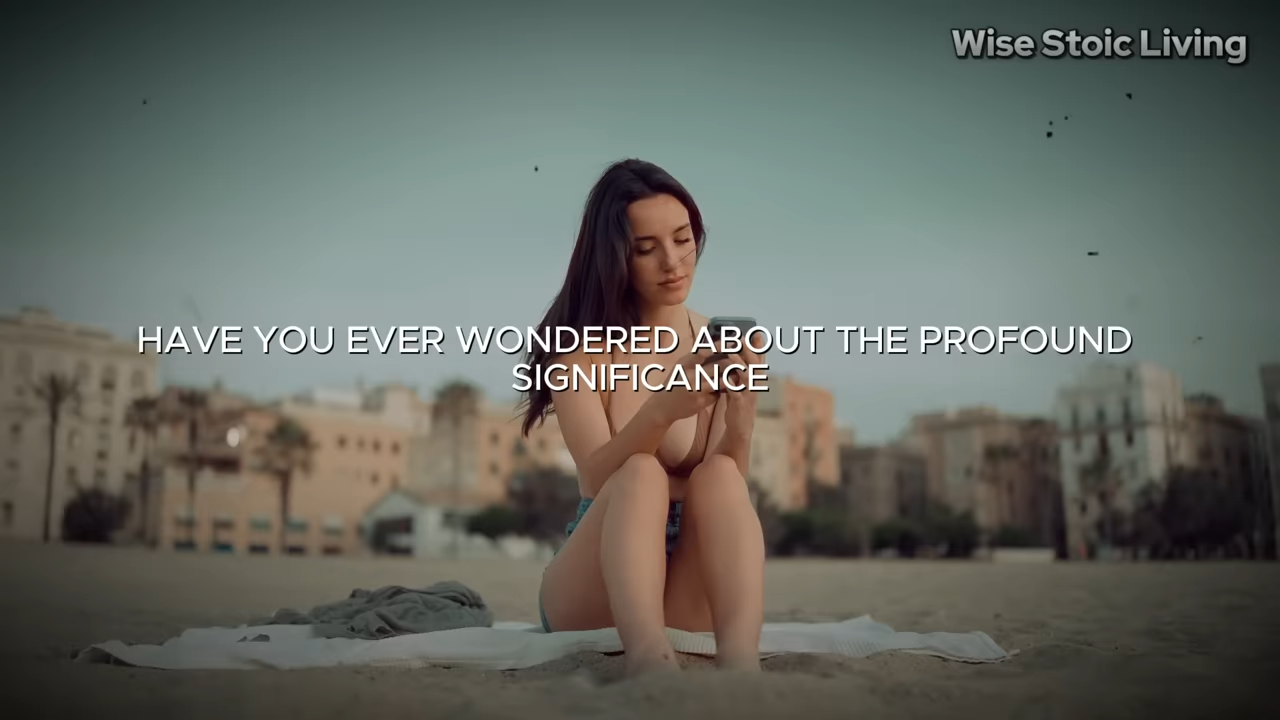 Wise Stoic Living
HAVE YOU EVER WONDERED ABOUT THE PROFOUND
SIGNIFICANCE